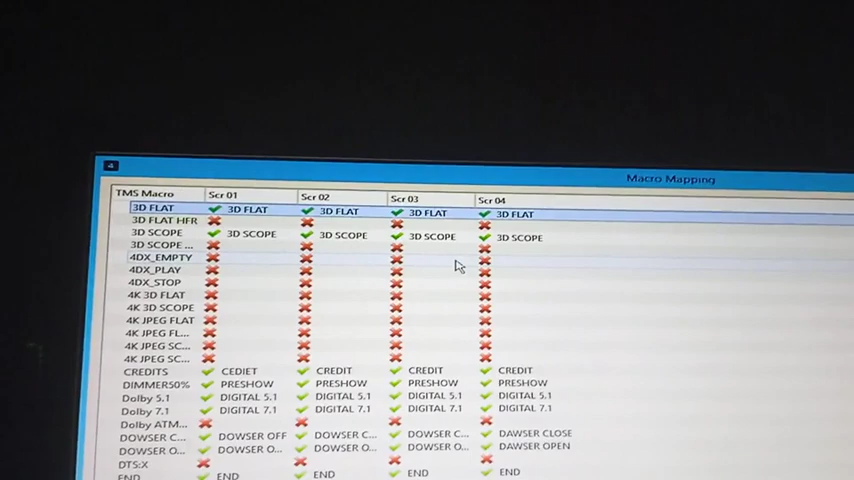 4
Macro Mapping
TMS Macro Scr 01 Scr 02 Scr 03 Scr 04
3D FLAT 3D FLAT 3D FLAT 3D FLAT 3D FLAT
3D FLAT HFR
3D SCOPE 3D SCOPE 3D SCOPE 3D SCOPE 3D SCOPE
3D SCOPE ...
4DX_EMPTY
4DX_PLAY
4DX_STOP
4K 3D FLAT
4K 3D SCOPE
4K JPEG FLAT
4K JPEG FL...
4K JPEG SC...
4K JPEG SC...
CREDITS CEDIET CREDIT CREDIT CREDIT
DIMMER50% PRESHOW PRESHOW PRESHOW PRESHOW
Dolby 5.1 DIGITAL 5.1 DIGITAL 5.1 DIGITAL 5.1 DIGITAL 5.1
Dolby 7.1 DIGITAL 7.1 DIGITAL 7.1 DIGITAL 7.1 DIGITAL 7.1
Dolby ATM...
DOWSER C... DOWSER OFF DOWSER C... DOWSER C... DAWSER CLOSE
DOWSER O... DOWSER O... DOWSER O... DOWSER O... DAWSER OPEN
DTS:X
END END END END END